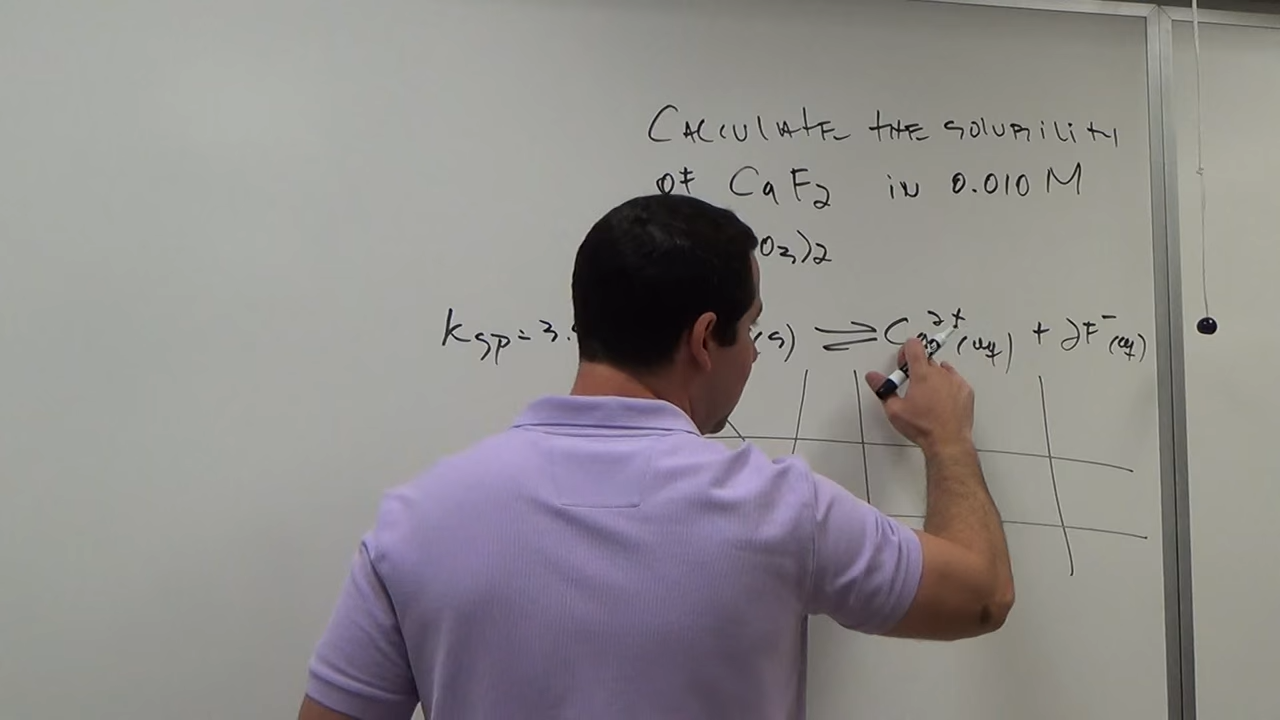 CALCULATE THE SOLUBILITY
OF CaF2 in 0.010 M
O3)2
Ksp = 3. (s) ⇌ Ca2+ (aq) + 2F- (aq)